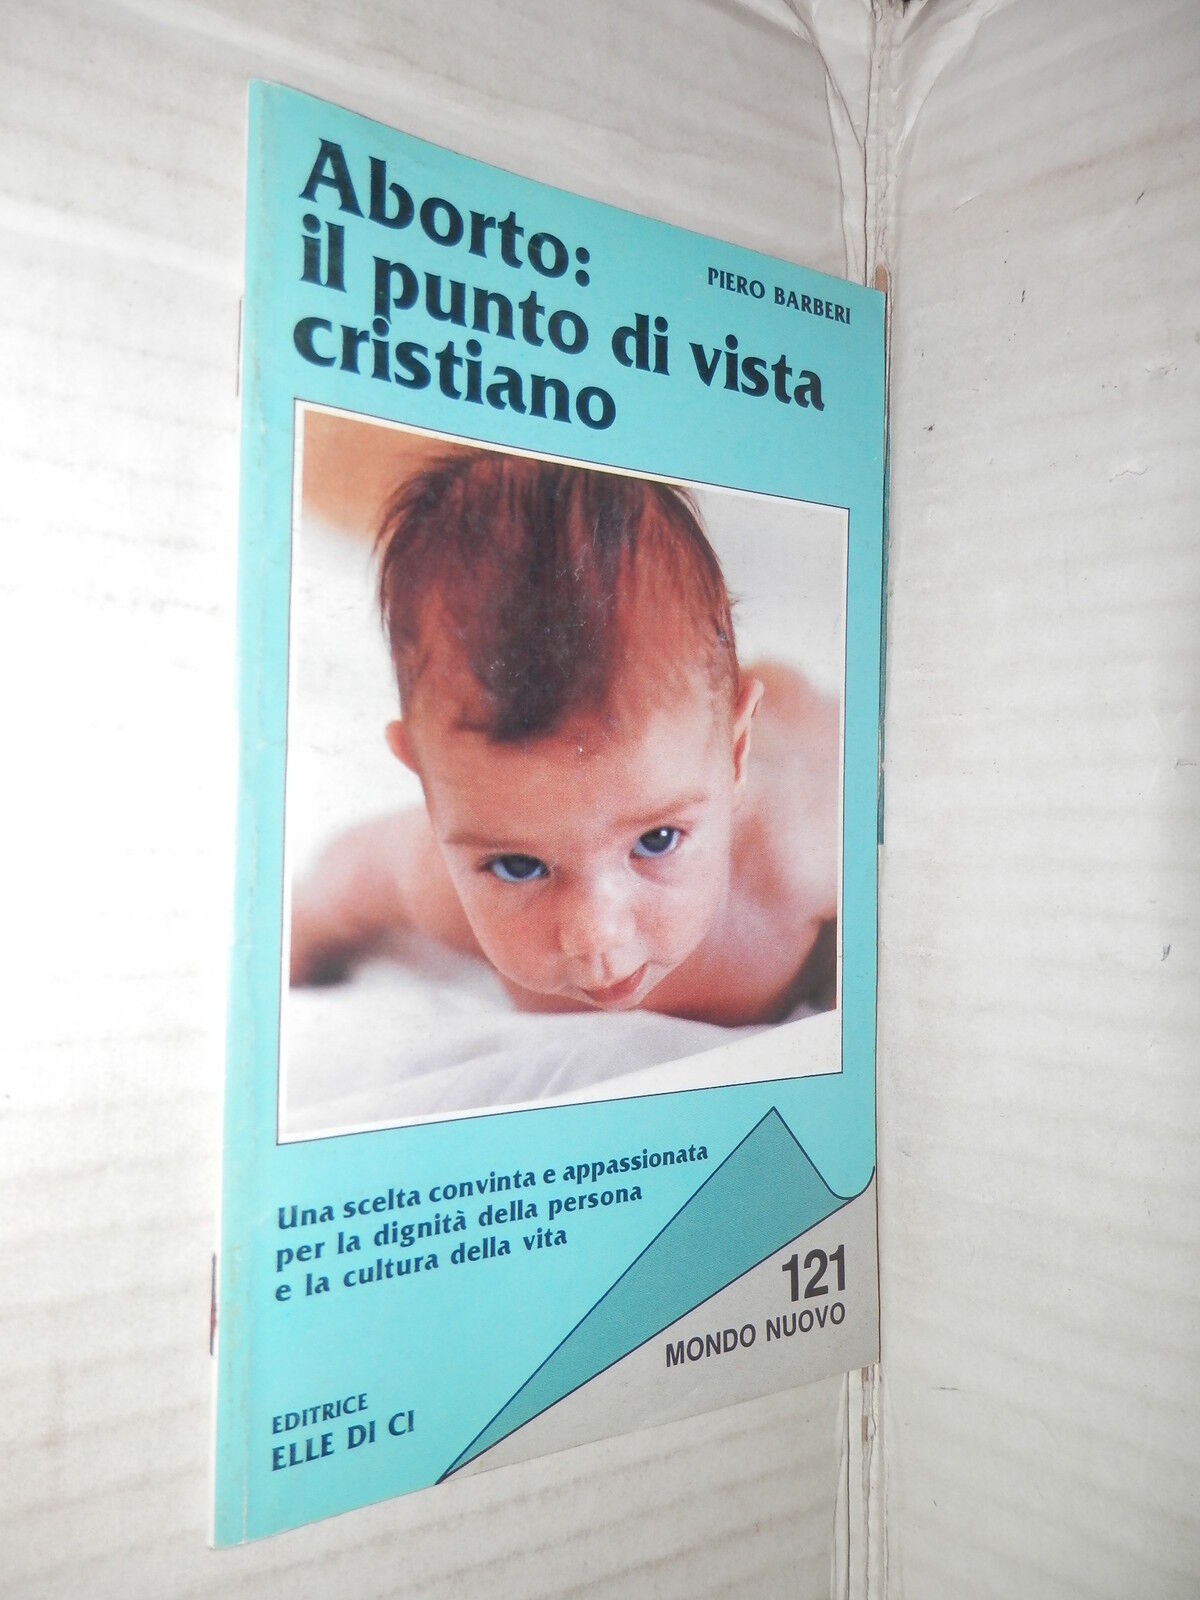 PIERO BARBERI
Aborto:
il punto di vista
cristiano
Una scelta convinta e appassionata
per la dignità della persona
e la cultura della vita
121
MONDO NUOVO
EDITRICE
ELLE DI CI